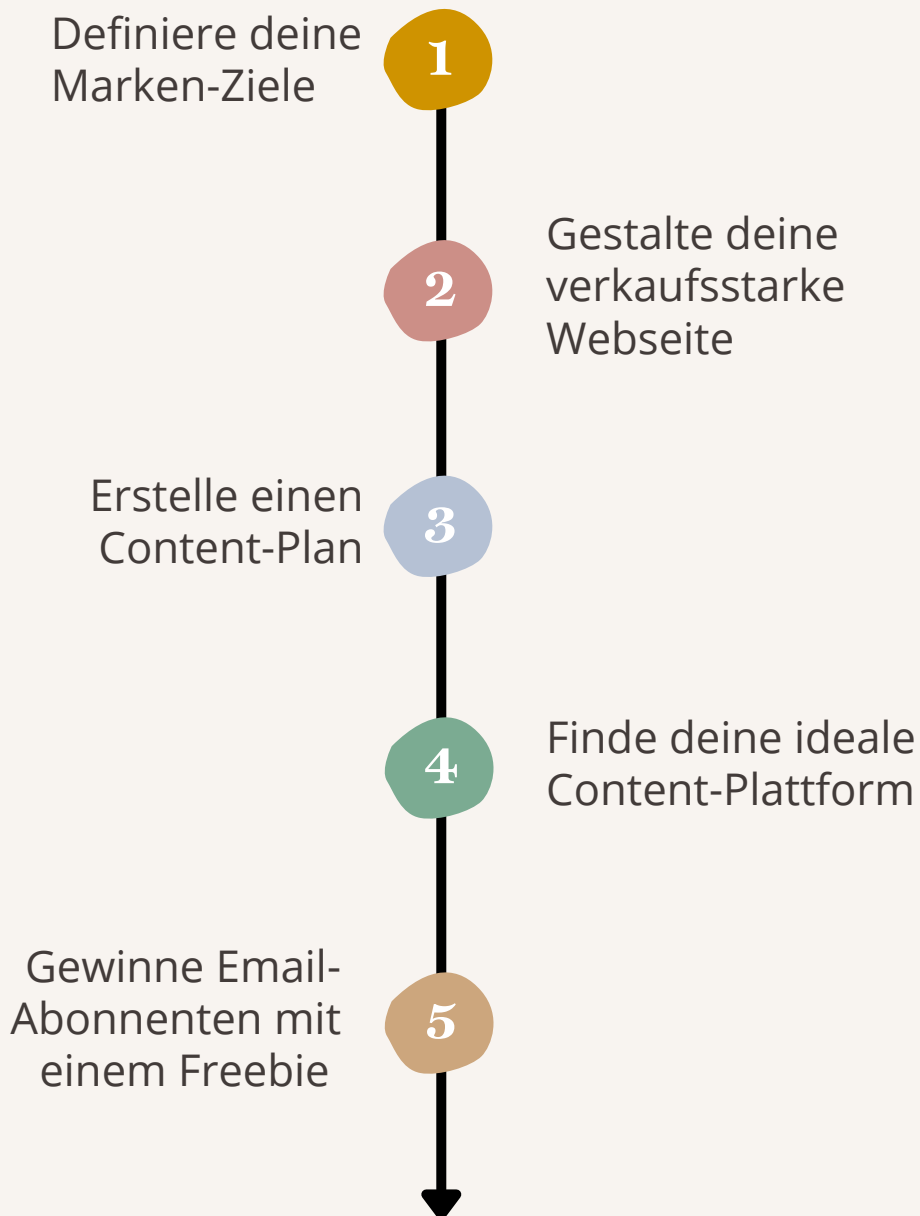 Definiere deine
Marken-Ziele
1
2
Gestalte deine
verkaufsstarke
Webseite
Erstelle einen
Content-Plan
3
4
Finde deine ideale
Content-Plattform
Gewinne Email-
Abonnenten mit
einem Freebie
5